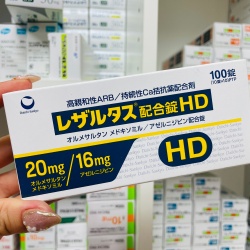 100錠
高親和性ARB/持続性Ca拮抗薬配合剤
レザルタス配合錠HD
オルメサルタン メドキソミル/アゼルニジピン配合錠
20mg/16mg
オルメサルタン
メドキソミル
アゼルニジピン
HD